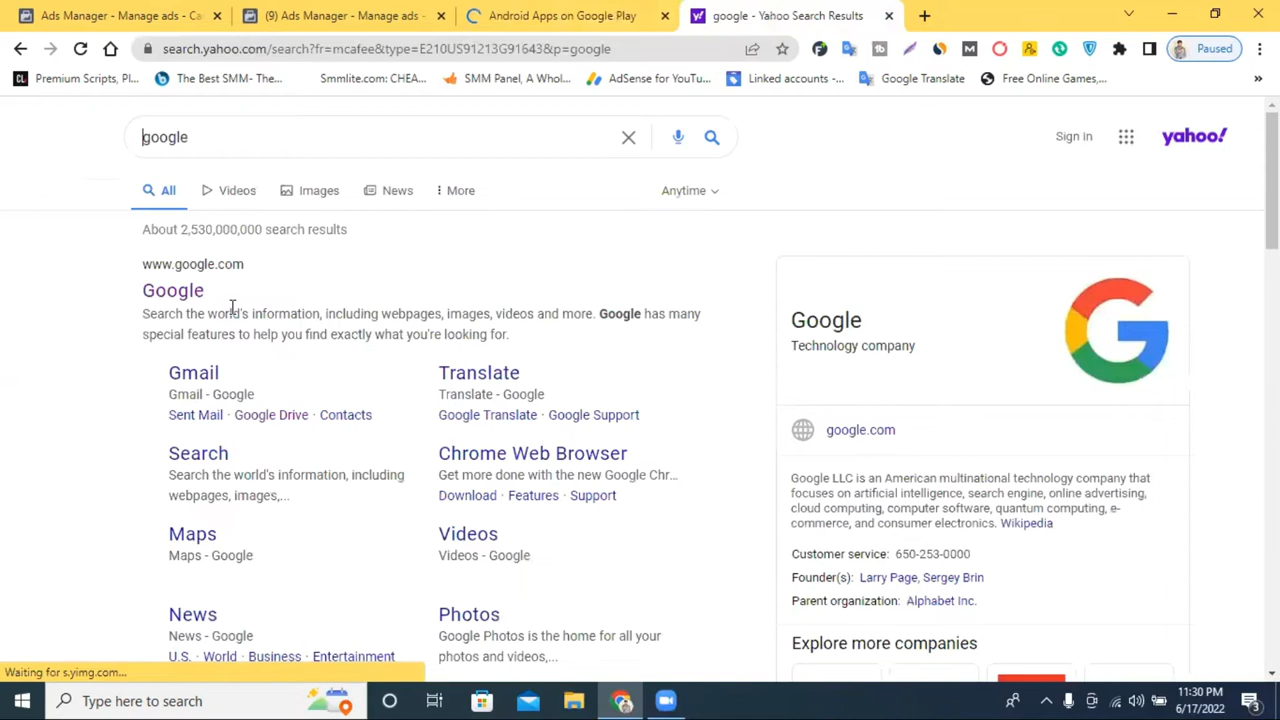 Ads Manager - Manage ads - Ca
(9) Ads Manager - Manage ads -
Android Apps on Google Play
google - Yahoo Search Results
search.yahoo.com/search?fr=mcafee&type=E210US91213G91643&p=google
Paused
Premium Scripts, Pl...
The Best SMM- The...
Smmlite.com: CHEA...
SMM Panel, A Whol...
AdSense for YouTu...
Linked accounts -...
Google Translate
Free Online Games,...
google
Sign In
yahoo!
All
Videos
Images
News
More
Anytime
About 2,530,000,000 search results
www.google.com
Google
Search the world's information, including webpages, images, videos and more. Google has many
special features to help you find exactly what you're looking for.
Gmail
Gmail - Google
Sent Mail · Google Drive · Contacts
Translate
Translate - Google
Google Translate · Google Support
Search
Search the world's information, including
webpages, images,...
Chrome Web Browser
Get more done with the new Google Chr...
Download · Features · Support
Maps
Maps - Google
Videos
Videos - Google
News
News - Google
U.S. · World · Business · Entertainment
Photos
Google Photos is the home for all your
photos and videos,...
Google
Technology company
google.com
Google LLC is an American multinational technology company that
focuses on artificial intelligence, search engine, online advertising,
cloud computing, computer software, quantum computing, e-
commerce, and consumer electronics. Wikipedia
Customer service: 650-253-0000
Founder(s): Larry Page, Sergey Brin
Parent organization: Alphabet Inc.
Explore more companies
Waiting for s.yimg.com...
Type here to search
11:30 PM
6/17/2022
3